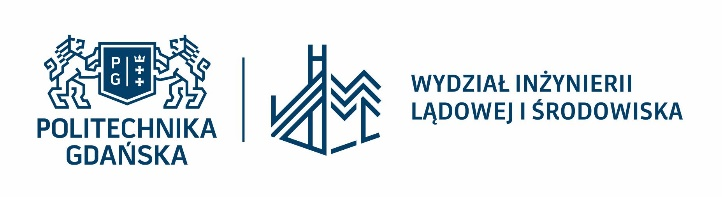 P G
POLITECHNIKA
GDAŃSKA
WYDZIAŁ INŻYNIERII
LĄDOWEJ I ŚRODOWISKA